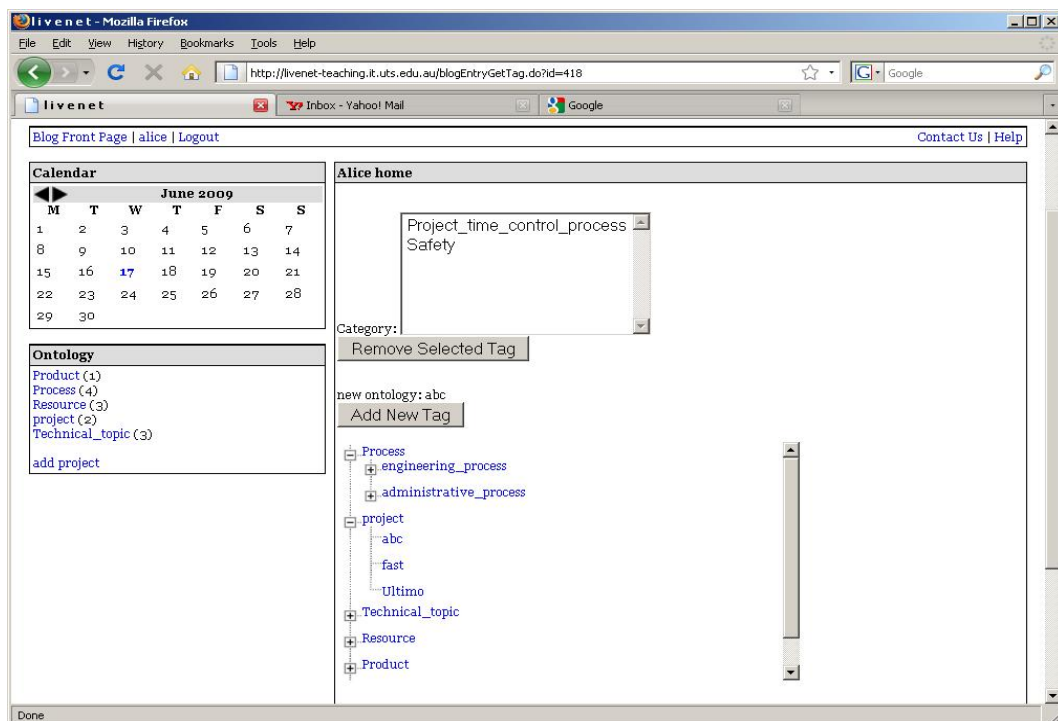 livenet - Mozilla Firefox
File Edit View History Bookmarks Tools Help
http://livenet-teaching.it.uts.edu.au/blogEntryGetTag.do?id=418
G Google
livenet
Inbox - Yahoo! Mail
Google
Blog Front Page | alice | Logout
Contact Us | Help
Calendar
June 2009
M T W T F S S
1 2 3 4 5 6 7
8 9 10 11 12 13 14
15 16 17 18 19 20 21
22 23 24 25 26 27 28
29 30
Ontology
Product (1)
Process (4)
Resource (3)
project (2)
Technical_topic (3)
add project
Alice home
Project_time_control_process
Safety
Category:
Remove Selected Tag
new ontology: abc
Add New Tag
Process
engineering_process
administrative_process
project
abc
fast
Ultimo
Technical_topic
Resource
Product
Done